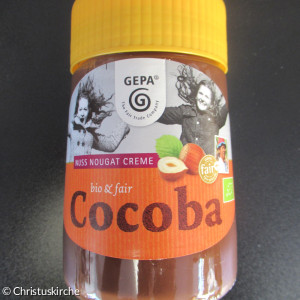 GEPA®
The Fair Trade Company
NUSS NOUGAT CREME
fair
bio & fair
Cocoba
© Christuskirche